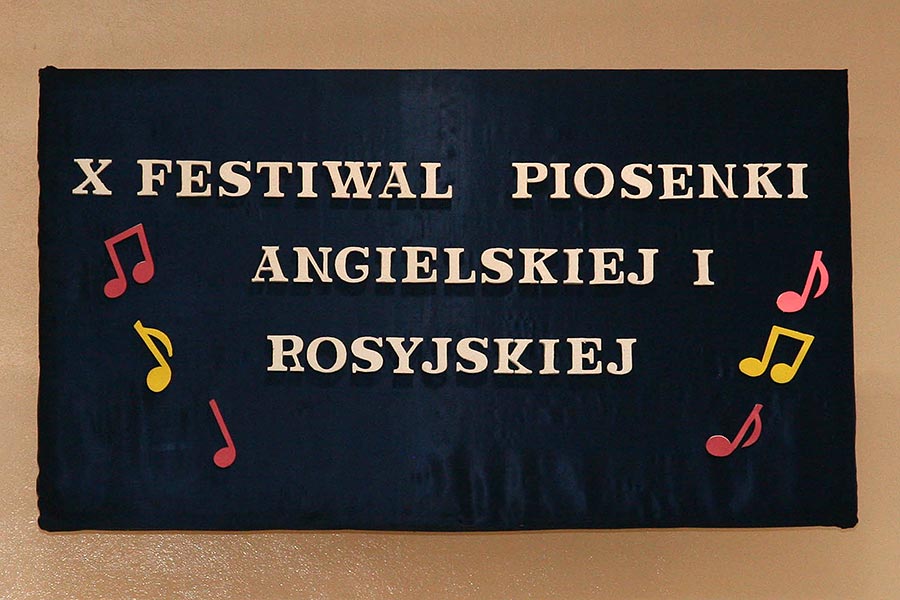 X FESTIWAL PIOSENKI
ANGIELSKIEJ I
ROSYJSKIEJ